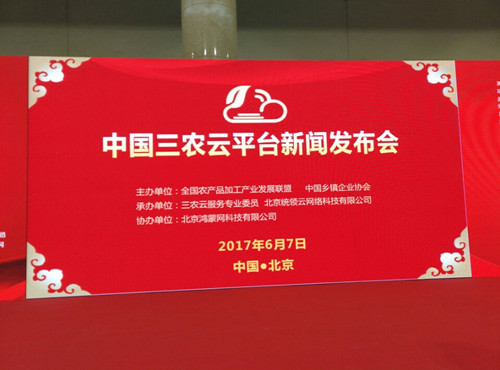 中国三农云平台新闻发布会
主办单位：全国农产品加工产业发展联盟 中国乡镇企业协会
承办单位：三农云服务专业委员 北京统领云网络科技有限公司
协办单位：北京鸿蒙网科技有限公司
2017年6月7日
中国●北京